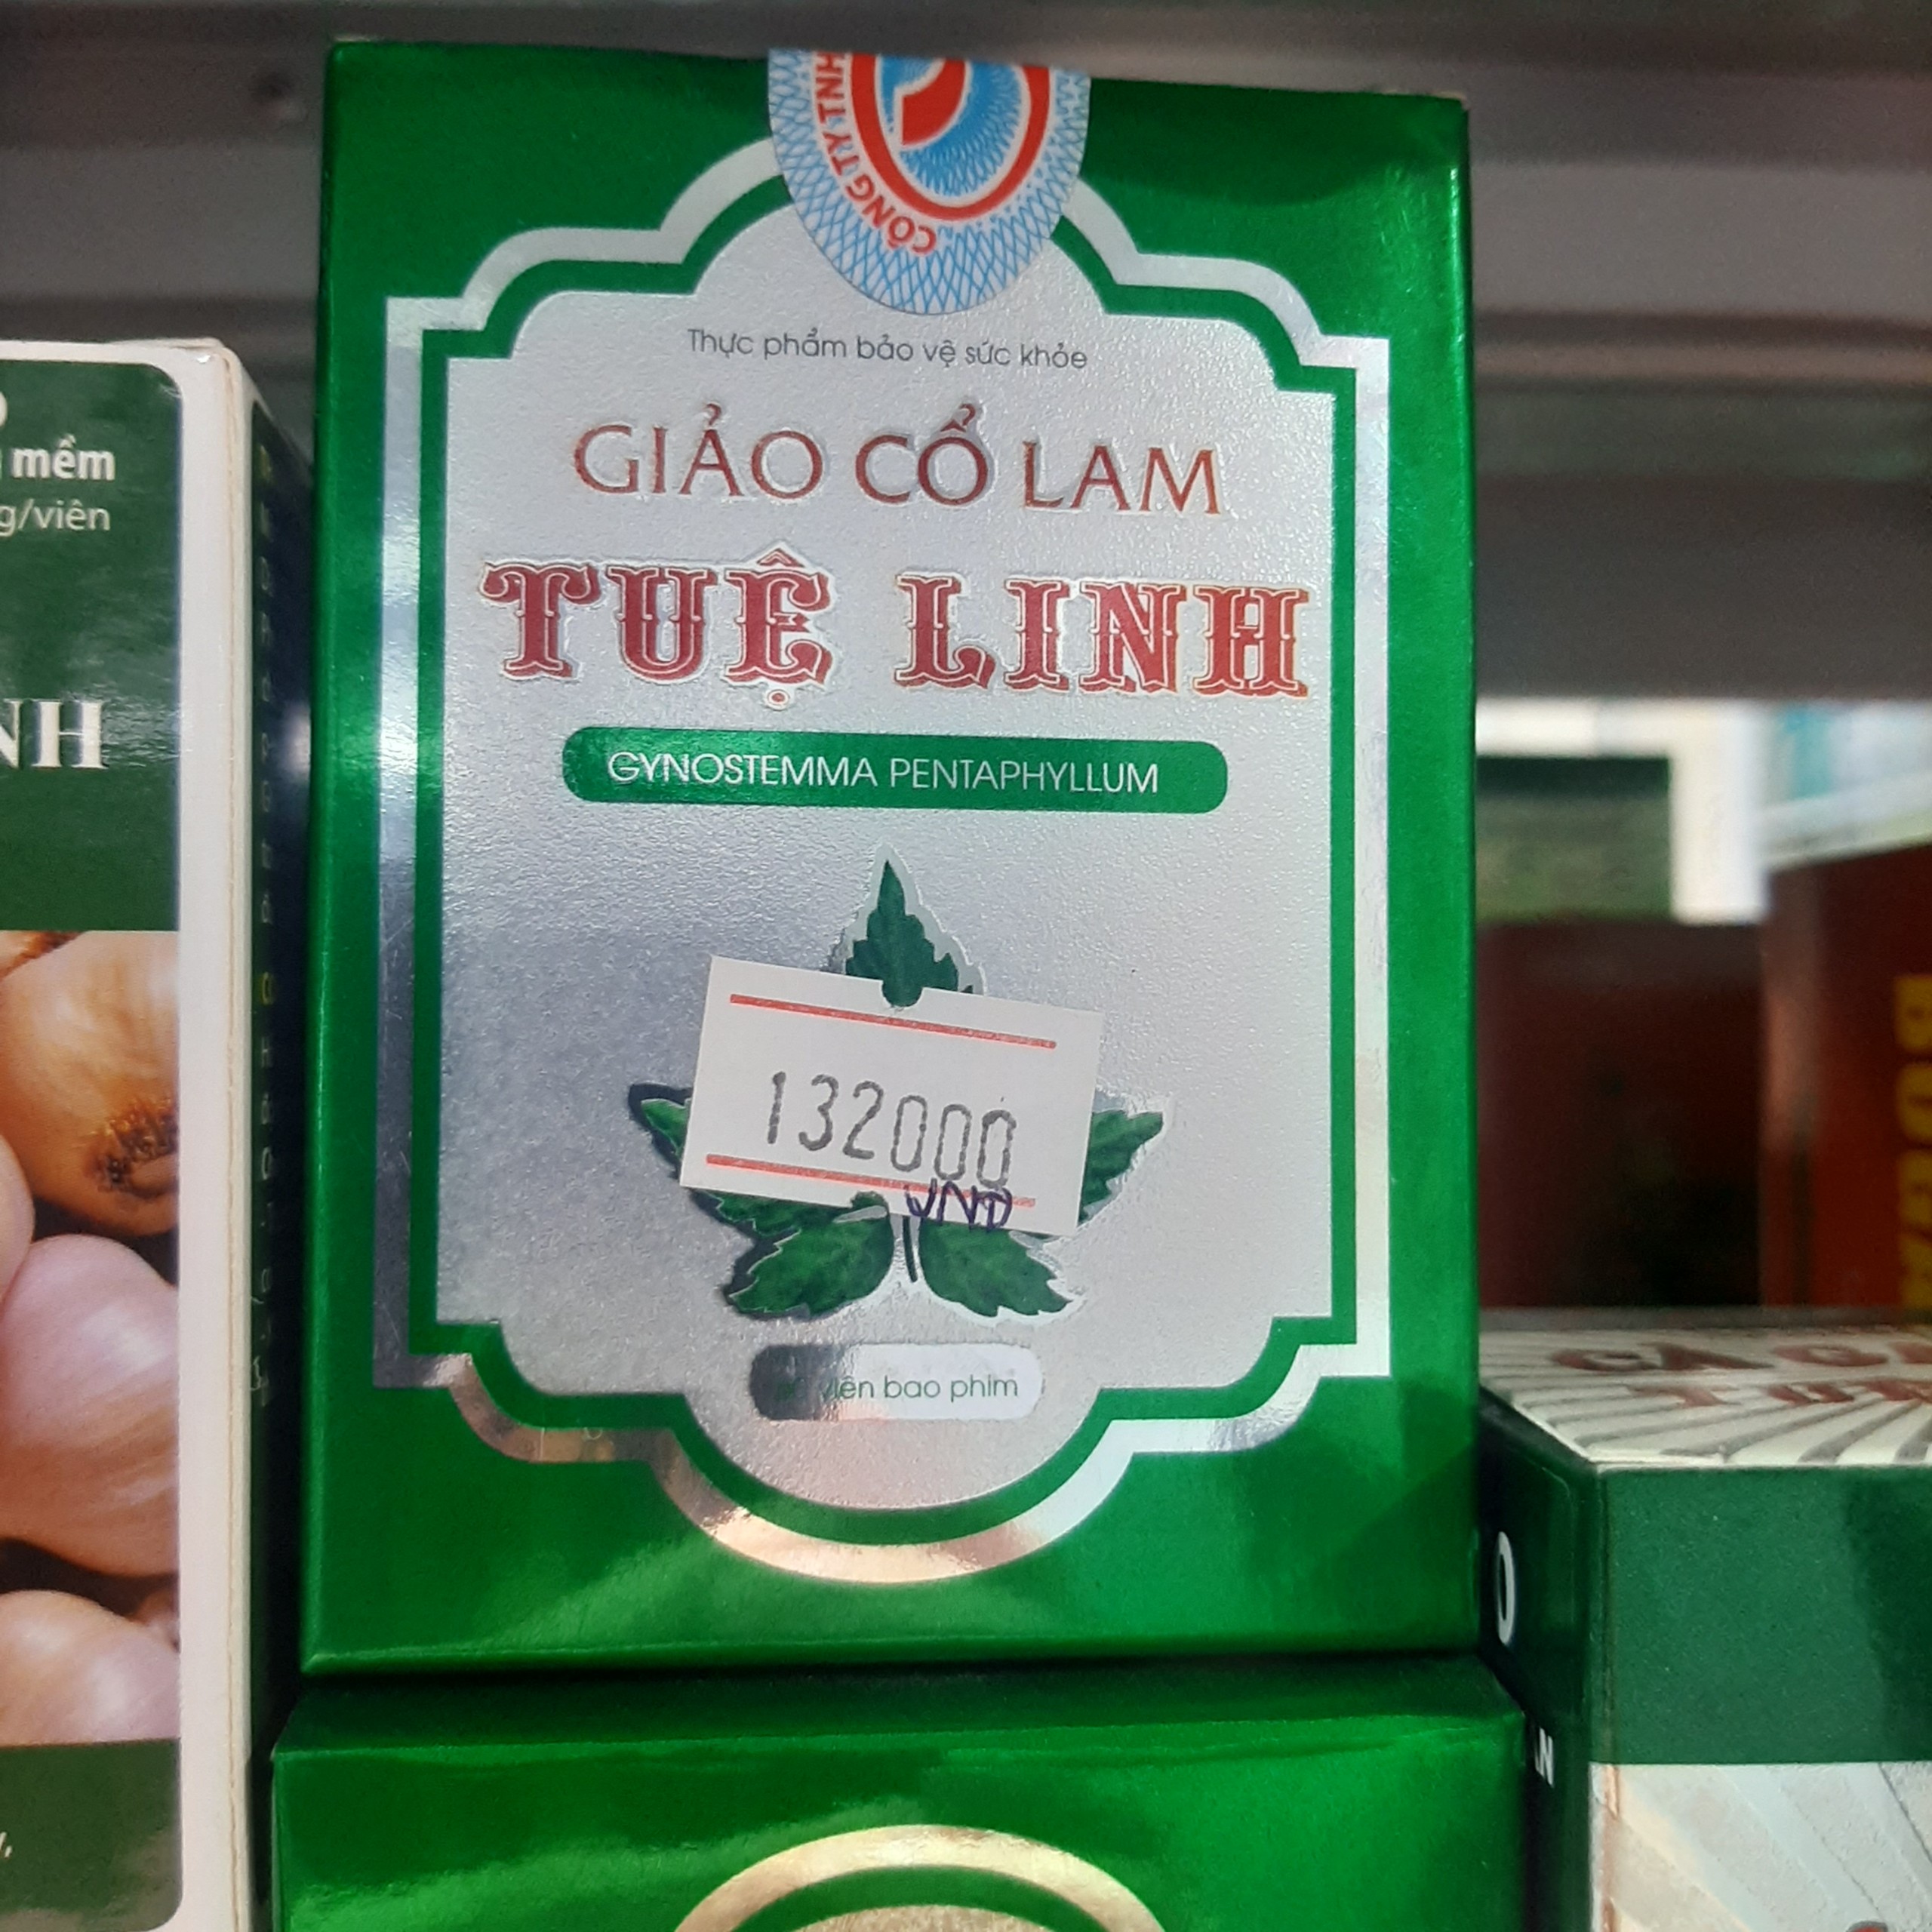 CÔNG TY TNH
Thực phẩm bảo vệ sức khỏe
GIẢO CỔ LAM
TUỆ LINH
GYNOSTEMMA PENTAPHYLLUM
132000
VNĐ
viên bao phim
mềm
g/viên
NH